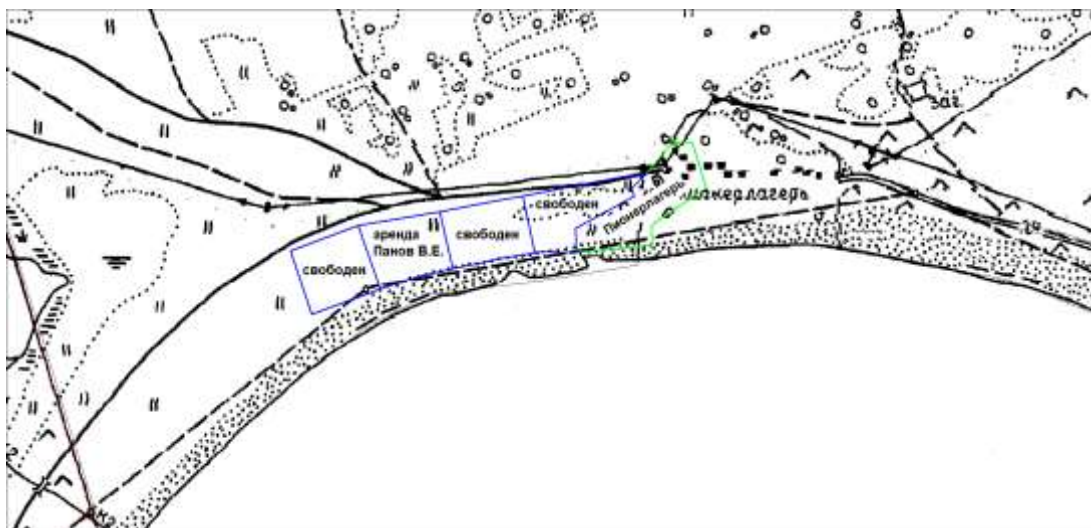 заг.
свободен
Пионерлагерь
пионерлагерь
аренда
Панов В.Е.
свободен
свободен